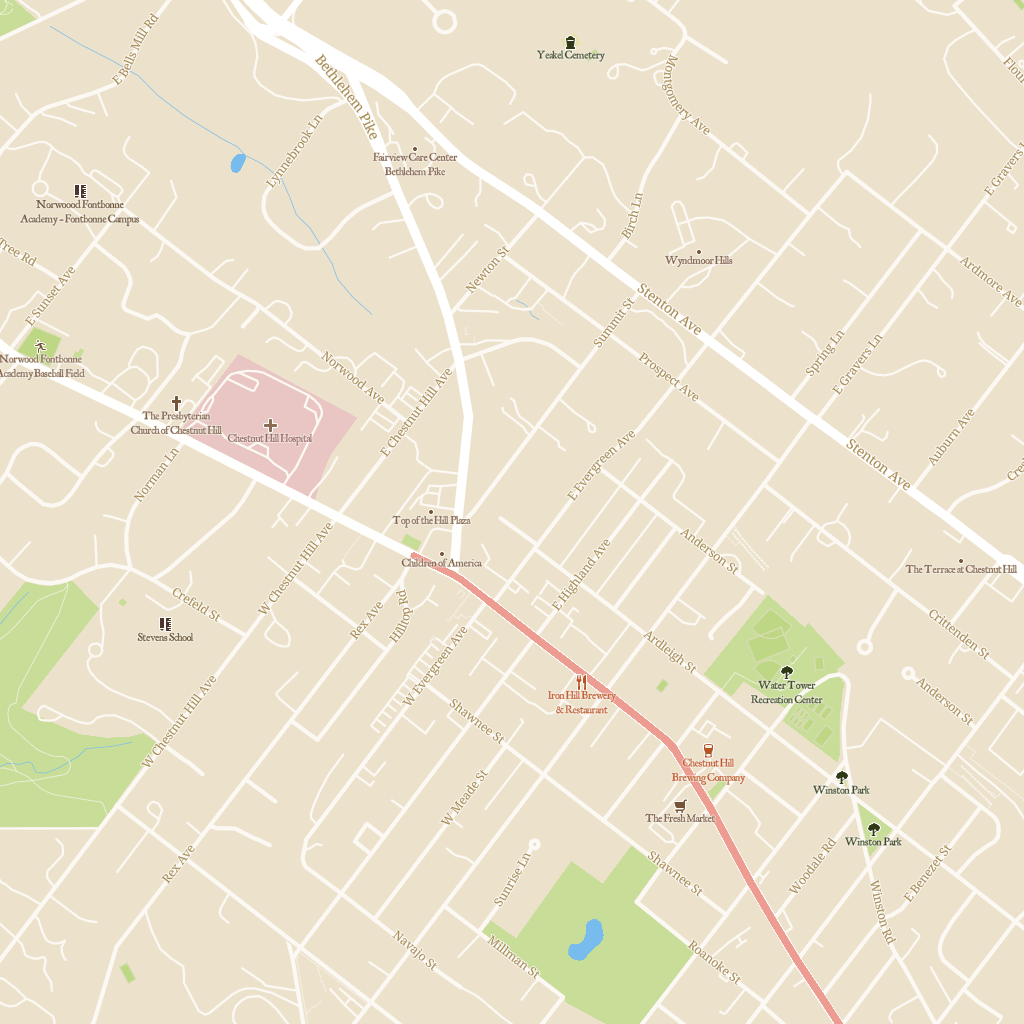 E Bells Mill Rd
Bethlehem Pike
Yeakel Cemetery
Montgomery Ave
Lynnebrook Ln
Fairview Care Center
Bethlehem Pike
E Gravers
Norwoood Fontbonne
Academy - Fontbonne Campus
Birch Ln
Tree Rd
Newton St
Wyndmoor Hills
Ardmore Ave
E Sunset Ave
Stenton Ave
Summit St
Norwood Fontbonne
Academy Baseball Field
Norwood Ave
Prospect Ave
Spring Ln
E Gravers Ln
The Presbyterian
Church of Chestnut Hill
Chestnut Hill Hospital
E Chestnut Hill Ave
Auburn Ave
Norman Ln
E Evergreen Ave
Stenton Ave
Top of the Hill Plaza
Children of America
W Chestnut Hill Ave
Anderson St
The Terrace at Chestnut Hill
E Highland Ave
Crefeld St
Rex Ave
Hilltop Rd
Stevens School
Crittenden St
Ardleigh St
W Evergreen Ave
Water Tower
Recreation Center
Iron Hill Brewery
& Restaurant
Anderson St
W Chestnut Hill Ave
Shawnee St
Chestnut Hill
Brewing Company
Winston Park
W Meade St
The Fresh Market
Winston Park
Rex Ave
Sunrise Ln
Shawnee St
Woodale Rd
E Benezet St
Winston Rd
Navajo St
Millman St
Roanoke St